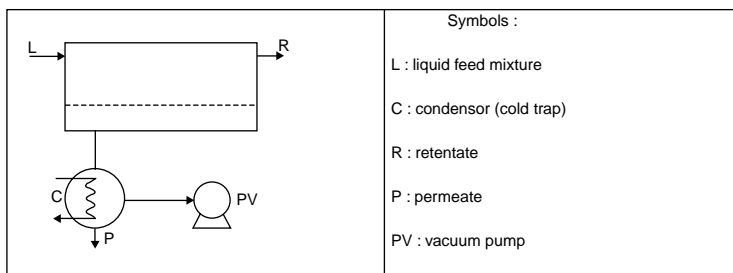 L
R
C
P
PV
Symbols :
L : liquid feed mixture
C : condensor (cold trap)
R : retentate
P : permeate
PV : vacuum pump